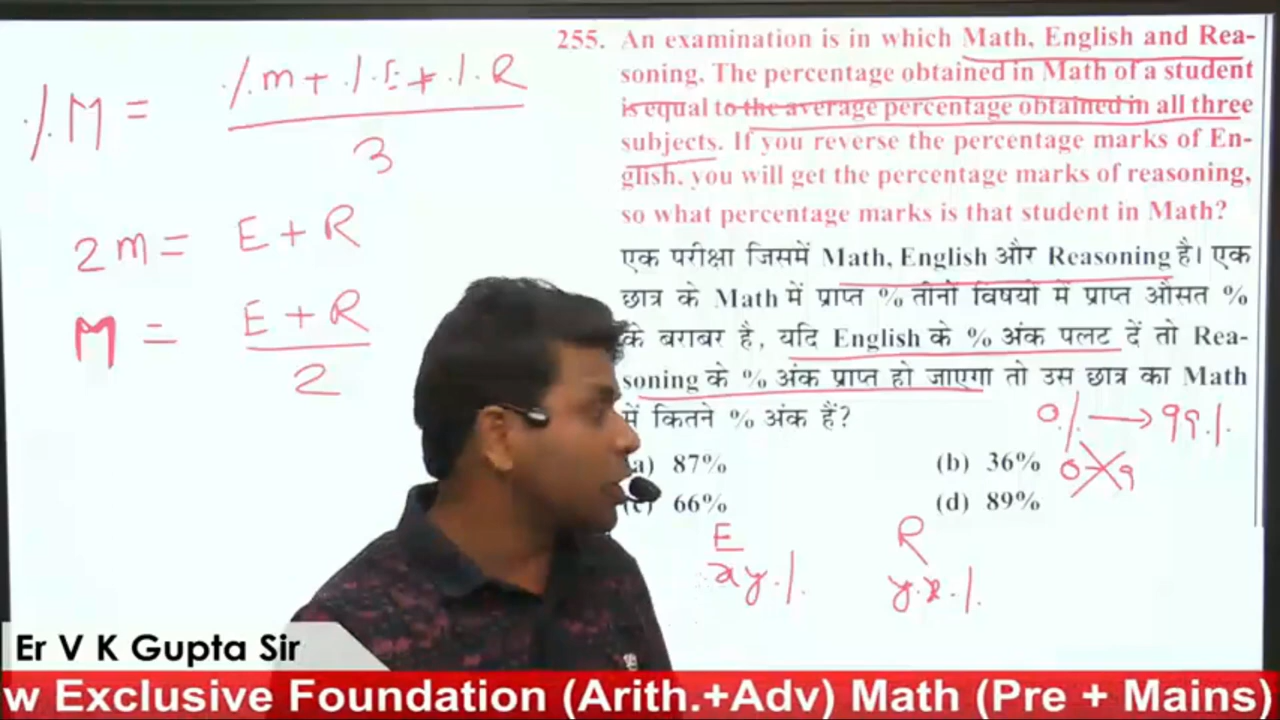 % M = % m + % E + % R
3
2m = E + R
M = E + R
2
255. An examination is in which Math, English and Rea-
soning. The percentage obtained in Math of a student
is equal to the average percentage obtained in all three
subjects. If you reverse the percentage marks of En-
glish. you will get the percentage marks of reasoning,
so what percentage marks is that student in Math?
एक परीक्षा जिसमें Math, English और Reasoning है। एक
छात्र के Math में प्राप्त % तीनों विषयों में प्राप्त औसत %
के बराबर है, यदि English के % अंक पलट दें तो Rea-
soning के % अंक प्राप्त हो जाएगा तो उस छात्र का Math
में कितने % अंक हैं?
0% → 99%
0 9
a) 87% (b) 36%
(c) 66% (d) 89%
E R
xy% yx%
Er V K Gupta Sir
w Exclusive Foundation (Arith.+Adv) Math (Pre + Mains)